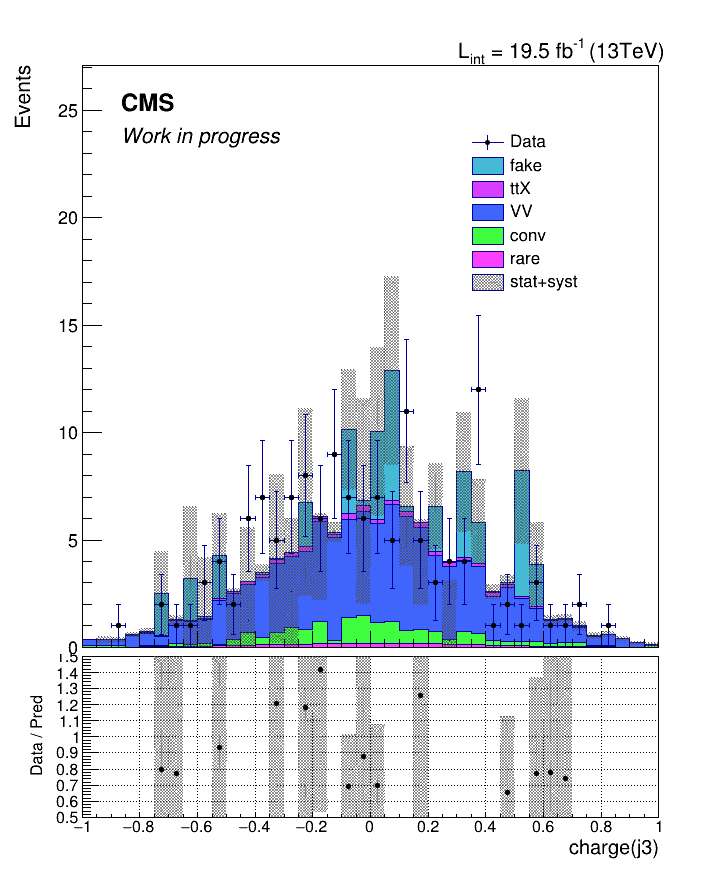 L_int = 19.5 fb^-1 (13TeV)
Events
CMS
Work in progress
Data
fake
ttX
VV
conv
rare
stat+syst
25
20
15
10
5
0
Data / Pred
1.5
1.4
1.3
1.2
1.1
1
0.9
0.8
0.7
0.6
0.5
−1 −0.8 −0.6 −0.4 −0.2 0 0.2 0.4 0.6 0.8 1
charge(j3)